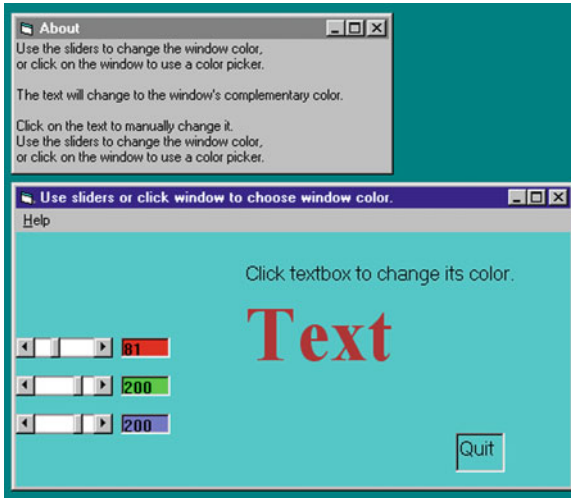 About
Use the sliders to change the window color,
or click on the window to use a color picker.
The text will change to the window's complementary color.
Click on the text to manually change it.
Use the sliders to change the window color,
or click on the window to use a color picker.
Use sliders or click window to choose window color.
Help
Click textbox to change its color.
Text
81
200
200
Quit